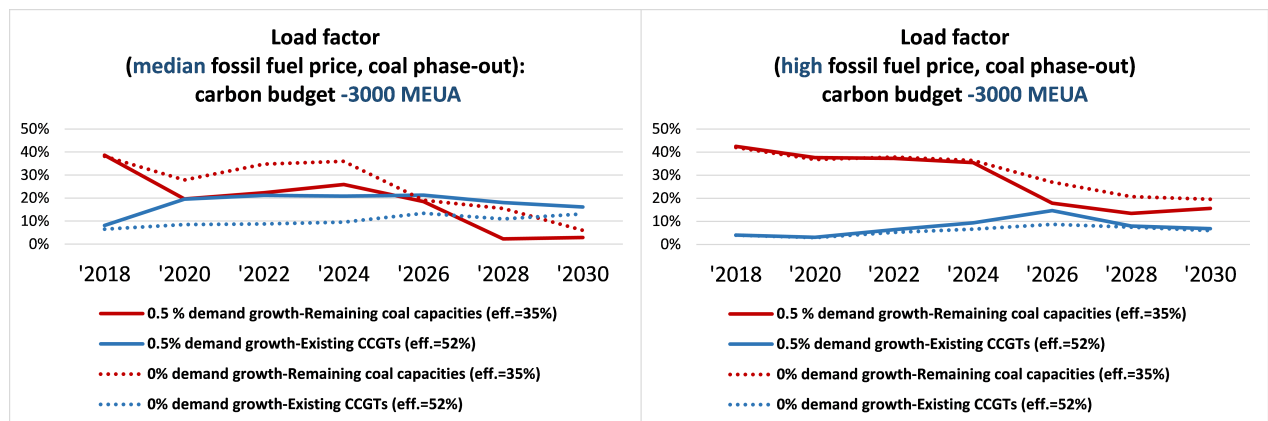 Load factor
(median fossil fuel price, coal phase-out):
carbon budget -3000 MEUA
50%
40%
30%
20%
10%
0%
'2018 '2020 '2022 '2024 '2026 '2028 '2030
0.5 % demand growth-Remaining coal capacities (eff.=35%)
0.5% demand growth-Existing CCGTs (eff.=52%)
0% demand growth-Remaining coal capacities (eff.=35%)
0% demand growth-Existing CCGTs (eff.=52%)
Load factor
(high fossil fuel price, coal phase-out)
carbon budget -3000 MEUA
50%
40%
30%
20%
10%
0%
'2018 '2020 '2022 '2024 '2026 '2028 '2030
0.5 % demand growth-Remaining coal capacities (eff.=35%)
0.5% demand growth-Existing CCGTs (eff.=52%)
0% demand growth-Remaining coal capacities (eff.=35%)
0% demand growth-Existing CCGTs (eff.=52%)